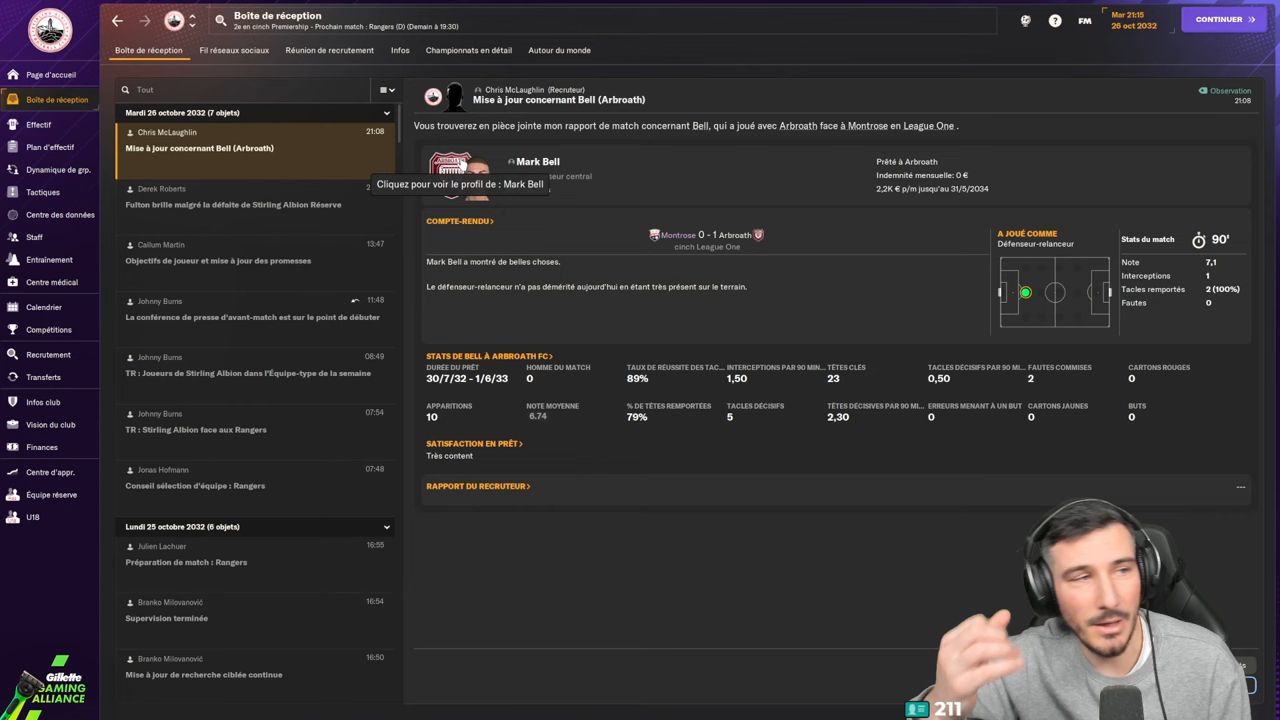 Boîte de réception
2e en cinch Premiership - Prochain match : Rangers (D) (Demain à 19:30)
FM
Mar 21:15
26 oct 2032
CONTINUER
Boîte de réception
Fil réseaux sociaux
Réunion de recrutement
Infos
Championnats en détail
Autour du monde
Page d'accueil
Boîte de réception
Effectif
Plan d'effectif
Dynamique de grp.
Tactiques
Centre des données
Staff
Entraînement
Centre médical
Calendrier
Compétitions
Recrutement
Transferts
Infos club
Vision du club
Finances
Centre d'appr.
Équipe réserve
U18
Gillette
GAMING
ALLIANCE
Tout
Mardi 26 octobre 2032 (7 objets)
Chris McLaughlin 21:08
Mise à jour concernant Bell (Arbroath)
Derek Roberts
Fulton brille malgré la défaite de Stirling Albion Réserve
Callum Martin 13:47
Objectifs de joueur et mise à jour des promesses
Johnny Burns 11:48
La conférence de presse d'avant-match est sur le point de débuter
Johnny Burns 08:49
TR : Joueurs de Stirling Albion dans l'Équipe-type de la semaine
Johnny Burns 07:54
TR : Stirling Albion face aux Rangers
Jonas Hofmann 07:48
Conseil sélection d'équipe : Rangers
Lundi 25 octobre 2032 (6 objets)
Julien Lachuer 16:55
Préparation de match : Rangers
Branko Milovanović 16:54
Supervision terminée
Branko Milovanović 16:50
Mise à jour de recherche ciblée continue
Chris McLaughlin (Recruteur)
Mise à jour concernant Bell (Arbroath)
Observation
21:08
Vous trouverez en pièce jointe mon rapport de match concernant Bell, qui a joué avec Arbroath face à Montrose en League One .
Mark Bell
seur central
Cliquez pour voir le profil de : Mark Bell
Prêté à Arbroath
Indemnité mensuelle: 0 €
2,2K € p/m jusqu'au 31/5/2034
COMPTE-RENDU
Montrose 0 - 1 Arbroath
cinch League One
Mark Bell a montré de belles choses.
Le défenseur-relanceur n'a pas démérité aujourd'hui en étant très présent sur le terrain.
A JOUÉ COMME
Défenseur-relanceur
Stats du match 90'
Note 7,1
Interceptions 1
Tacles remportés 2 (100%)
Fautes 0
STATS DE BELL À ARBROATH FC
DURÉE DU PRÊT HOMME DU MATCH TAUX DE RÉUSSITE DES TAC... INTERCEPTIONS PAR 90 MIN... TÊTES CLÉS TACLES DÉCISIFS PAR 90 MI... FAUTES COMMISES CARTONS ROUGES
30/7/32 - 1/6/33 0 89% 1,50 23 0,50 2 0
APPARITIONS NOTE MOYENNE % DE TÊTES REMPORTÉES TACLES DÉCISIFS TÊTES DÉCISIVES PAR 90 MI... ERREURS MENANT À UN BUT CARTONS JAUNES BUTS
10 6.74 79% 5 2,30 0 0 0
SATISFACTION EN PRÊT
Très content
RAPPORT DU RECRUTEUR ---
211